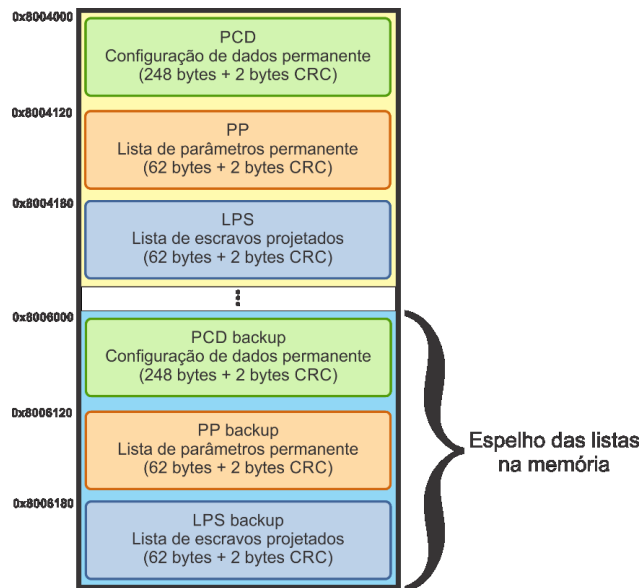 0x8004000
PCD
Configuração de dados permanente
(248 bytes + 2 bytes CRC)
0x8004120
PP
Lista de parâmetros permanente
(62 bytes + 2 bytes CRC)
0x8004180
LPS
Lista de escravos projetados
(62 bytes + 2 bytes CRC)
0x8006000
PCD backup
Configuração de dados permanente
(248 bytes + 2 bytes CRC)
0x8006120
PP backup
Lista de parâmetros permanente
(62 bytes + 2 bytes CRC)
0x8006180
LPS backup
Lista de escravos projetados
(62 bytes + 2 bytes CRC)
Espelho das listas
na memória